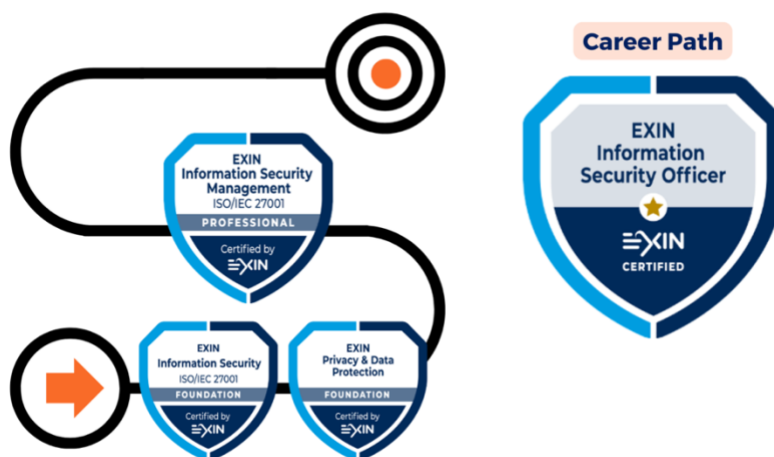 Career Path
EXIN
Information
Security Officer
EXIN
CERTIFIED
EXIN
Information Security
Management
ISO/IEC 27001
PROFESSIONAL
Certified by
EXIN
EXIN
Information Security
ISO/IEC 27001
FOUNDATION
Certified by
EXIN
EXIN
Privacy & Data
Protection
FOUNDATION
Certified by
EXIN